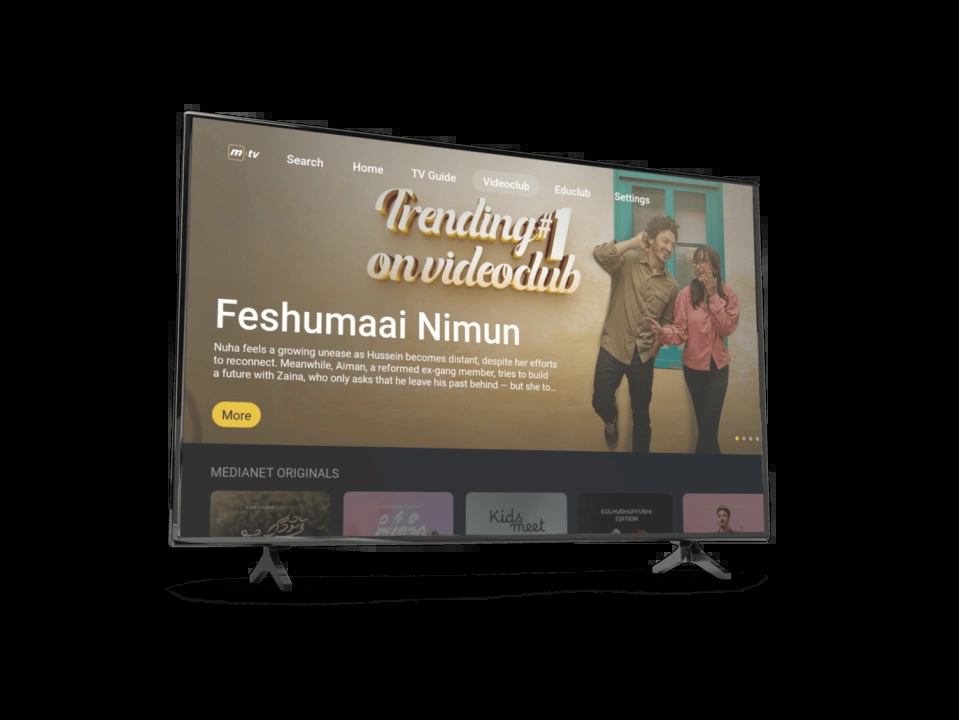 m tv
Search
Home
TV Guide
Videoclub
Educlub
Settings
Trending #1
on videoclub
Feshumaai Nimun
Nuha feels a growing unease as Hussein becomes distant, despite her efforts
to reconnect. Meanwhile, Aiman, a reformed ex-gang member, tries to build
a future with Zaina, who only asks that he leave his past behind — but she to...
More
MEDIANET ORIGINALS
Kids
meet
KULHUDHUFFUSHI
EDITION